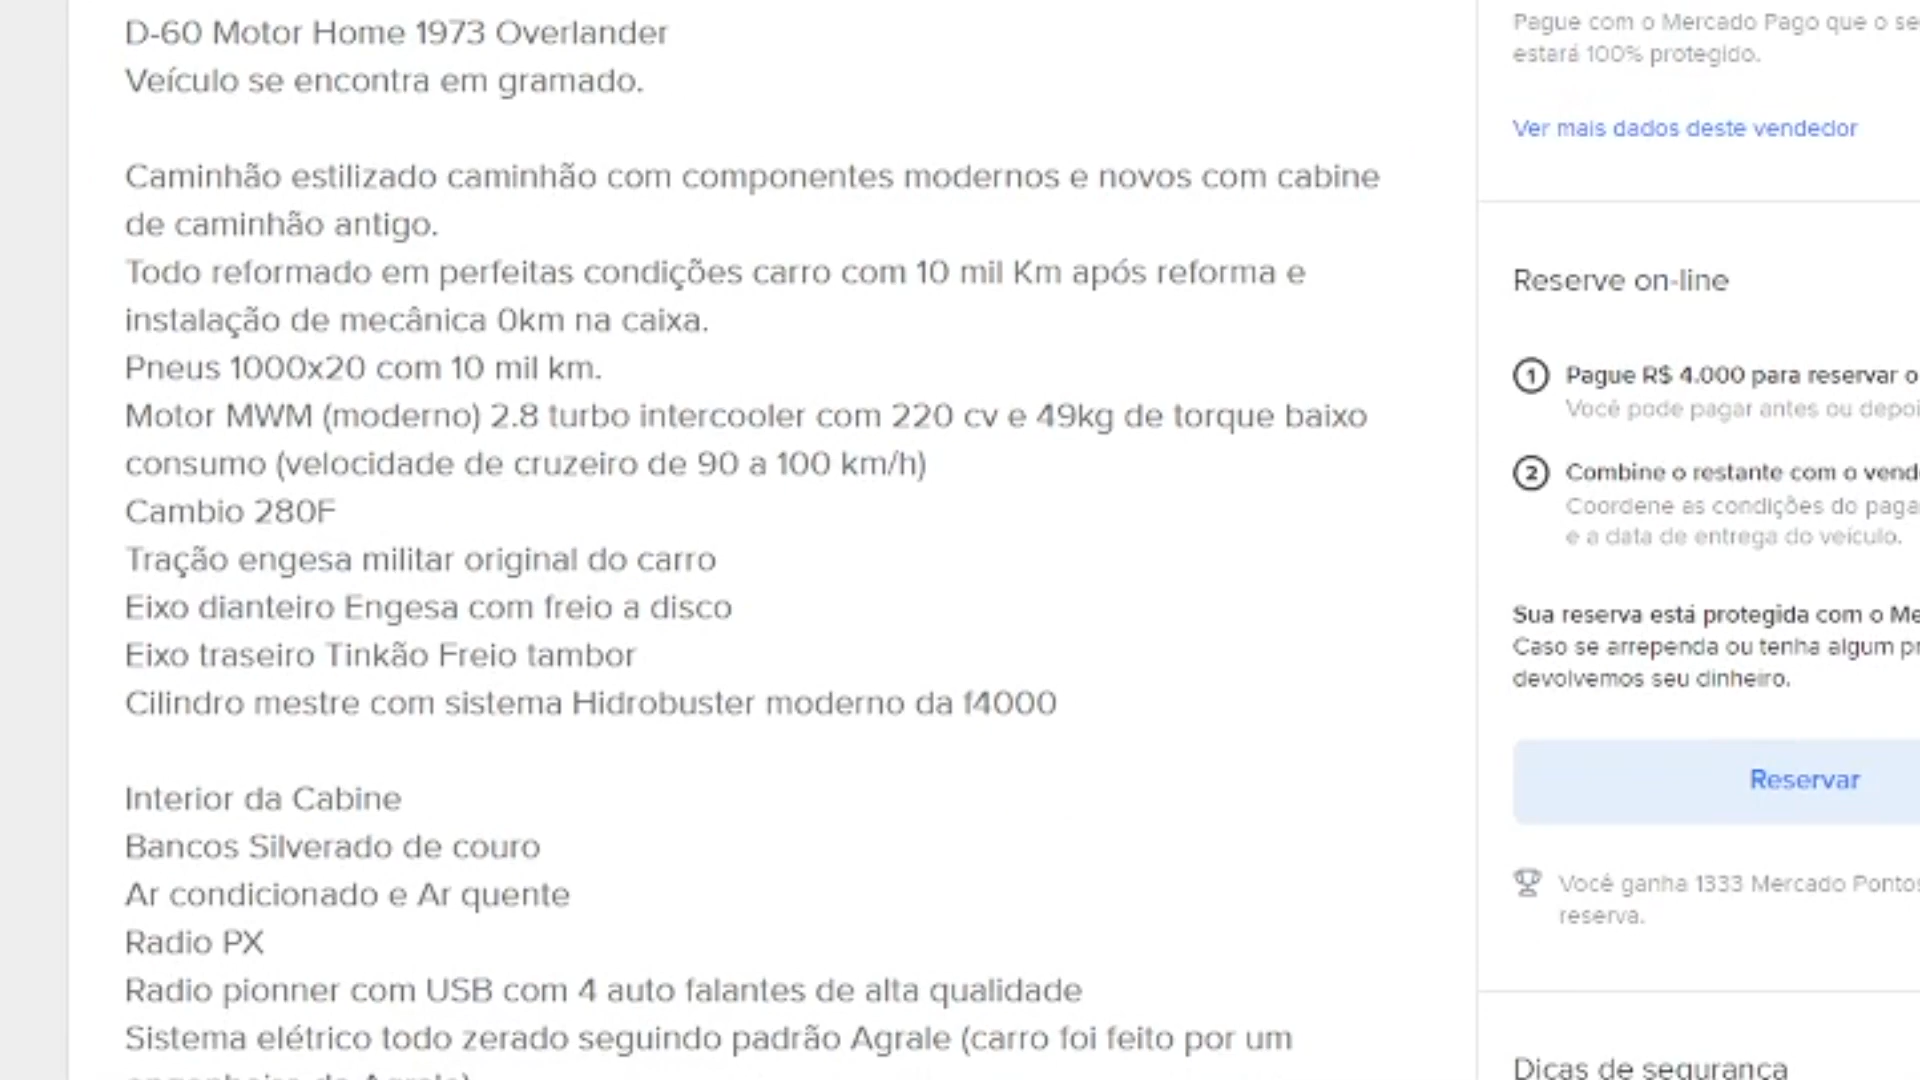 D-60 Motor Home 1973 Overlander
Veículo se encontra em gramado.
Caminhão estilizado caminhão com componentes modernos e novos com cabine
de caminhão antigo.
Todo reformado em perfeitas condições carro com 10 mil Km após reforma e
instalação de mecânica 0km na caixa.
Pneus 1000x20 com 10 mil km.
Motor MWM (moderno) 2.8 turbo intercooler com 220 cv e 49kg de torque baixo
consumo (velocidade de cruzeiro de 90 a 100 km/h)
Cambio 280F
Tração engesa militar original do carro
Eixo dianteiro Engesa com freio a disco
Eixo traseiro Tinkão Freio tambor
Cilindro mestre com sistema Hidrobuster moderno da f4000
Interior da Cabine
Bancos Silverado de couro
Ar condicionado e Ar quente
Radio PX
Radio pionner com USB com 4 auto falantes de alta qualidade
Sistema elétrico todo zerado seguindo padrão Agrale (carro foi feito por um
Pague com o Mercado Pago que o se
estará 100% protegido.
Ver mais dados deste vendedor
Reserve on-line
1 Pague R$ 4.000 para reservar o
Você pode pagar antes ou depoi
2 Combine o restante com o vend
Coordene as condições do paga
e a data de entrega do veículo.
Sua reserva está protegida com o Me
Caso se arrependa ou tenha algum pr
devolvemos seu dinheiro.
Reservar
Você ganha 1333 Mercado Pontos
reserva.
Dicas de segurança